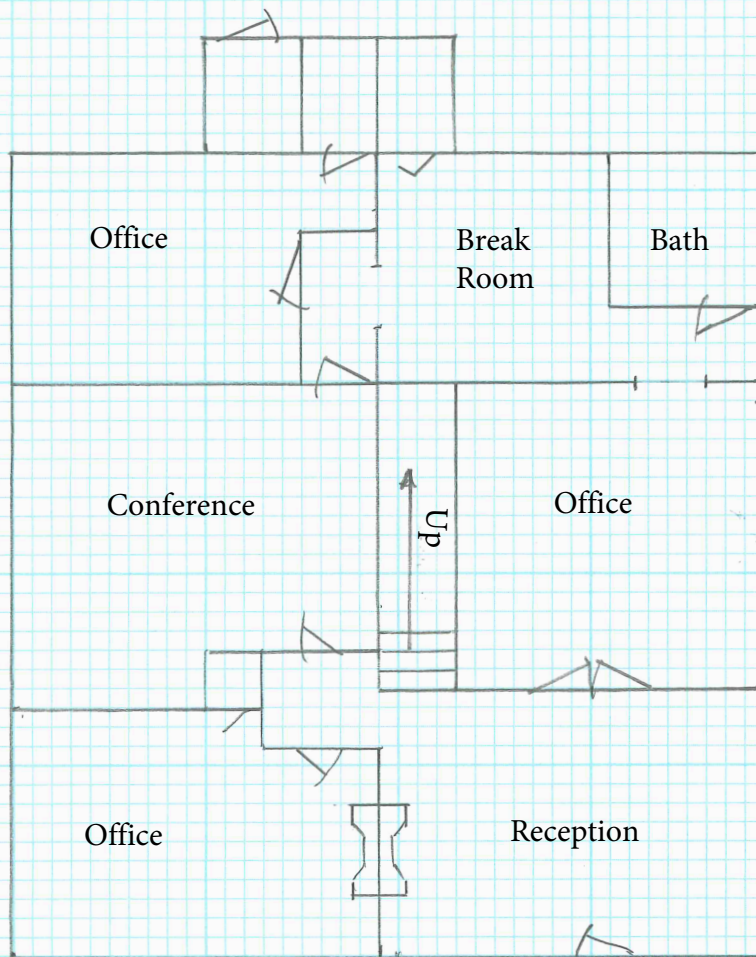 Office
Break
Room
Bath
Conference
Up
Office
Office
Reception